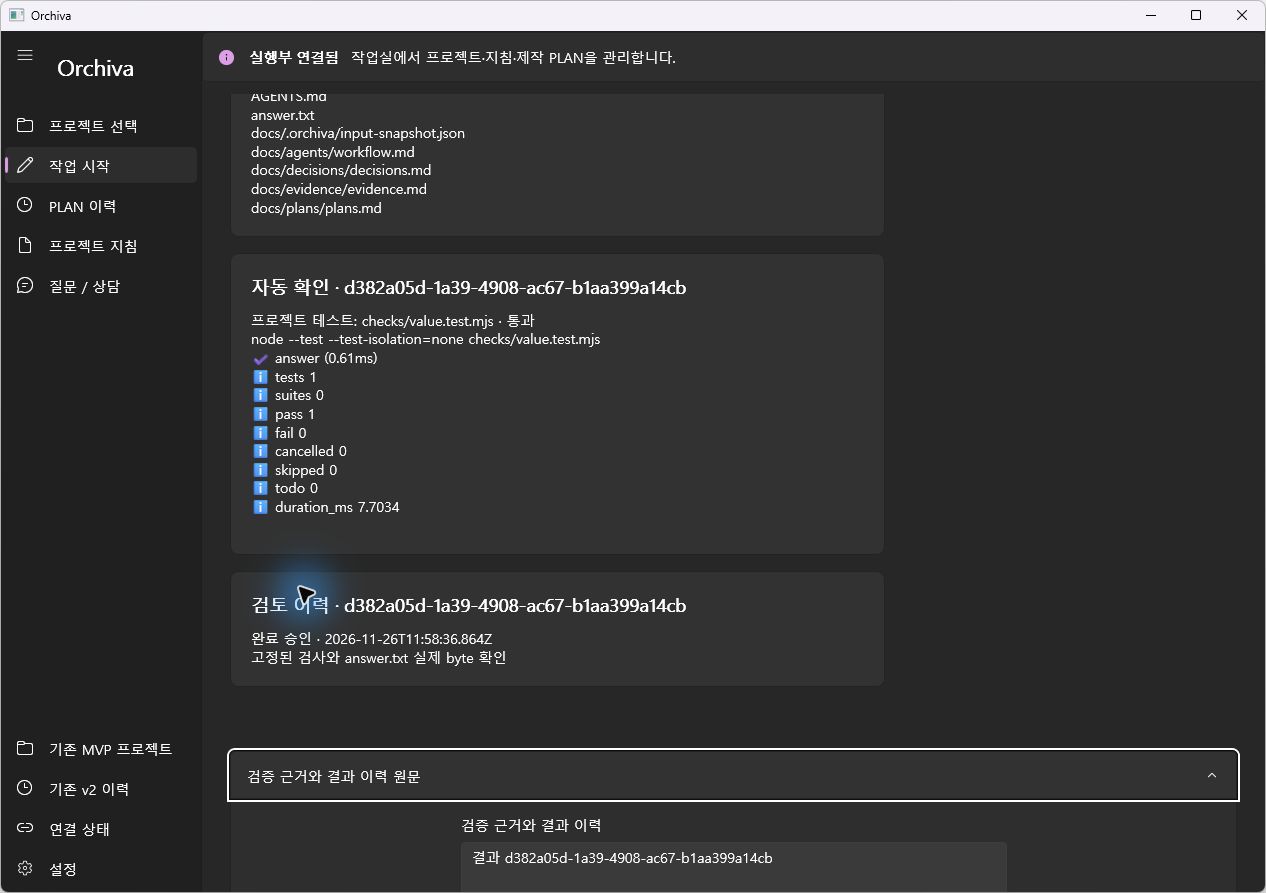 Orchiva
Orchiva
실행부 연결됨 작업실에서 프로젝트·지침·제작 PLAN을 관리합니다.
프로젝트 선택
작업 시작
PLAN 이력
프로젝트 지침
질문 / 상담
기존 MVP 프로젝트
기존 v2 이력
연결 상태
설정
AGENTS.md
answer.txt
docs/.orchiva/input-snapshot.json
docs/agents/workflow.md
docs/decisions/decisions.md
docs/evidence/evidence.md
docs/plans/plans.md
자동 확인 · d382a05d-1a39-4908-ac67-b1aa399a14cb
프로젝트 테스트: checks/value.test.mjs · 통과
node --test --test-isolation=none checks/value.test.mjs
✔ answer (0.61ms)
ℹ tests 1
ℹ suites 0
ℹ pass 1
ℹ fail 0
ℹ cancelled 0
ℹ skipped 0
ℹ todo 0
ℹ duration_ms 7.7034
검토 이력 · d382a05d-1a39-4908-ac67-b1aa399a14cb
완료 승인 · 2026-11-26T11:58:36.864Z
고정된 검사와 answer.txt 실제 byte 확인
검증 근거와 결과 이력 원문
검증 근거와 결과 이력
결과 d382a05d-1a39-4908-ac67-b1aa399a14cb